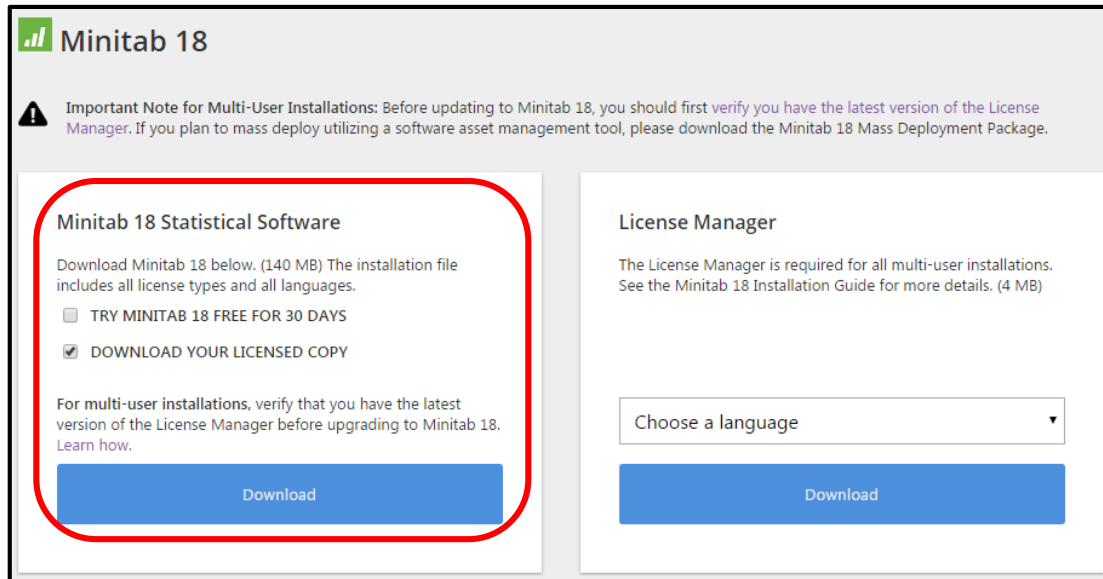 Minitab 18
Important Note for Multi-User Installations: Before updating to Minitab 18, you should first verify you have the latest version of the License
Manager. If you plan to mass deploy utilizing a software asset management tool, please download the Minitab 18 Mass Deployment Package.
Minitab 18 Statistical Software
Download Minitab 18 below. (140 MB) The installation file
includes all license types and all languages.
TRY MINITAB 18 FREE FOR 30 DAYS
DOWNLOAD YOUR LICENSED COPY
For multi-user installations, verify that you have the latest
version of the License Manager before upgrading to Minitab 18.
Learn how.
Download
License Manager
The License Manager is required for all multi-user installations.
See the Minitab 18 Installation Guide for more details. (4 MB)
Choose a language
Download